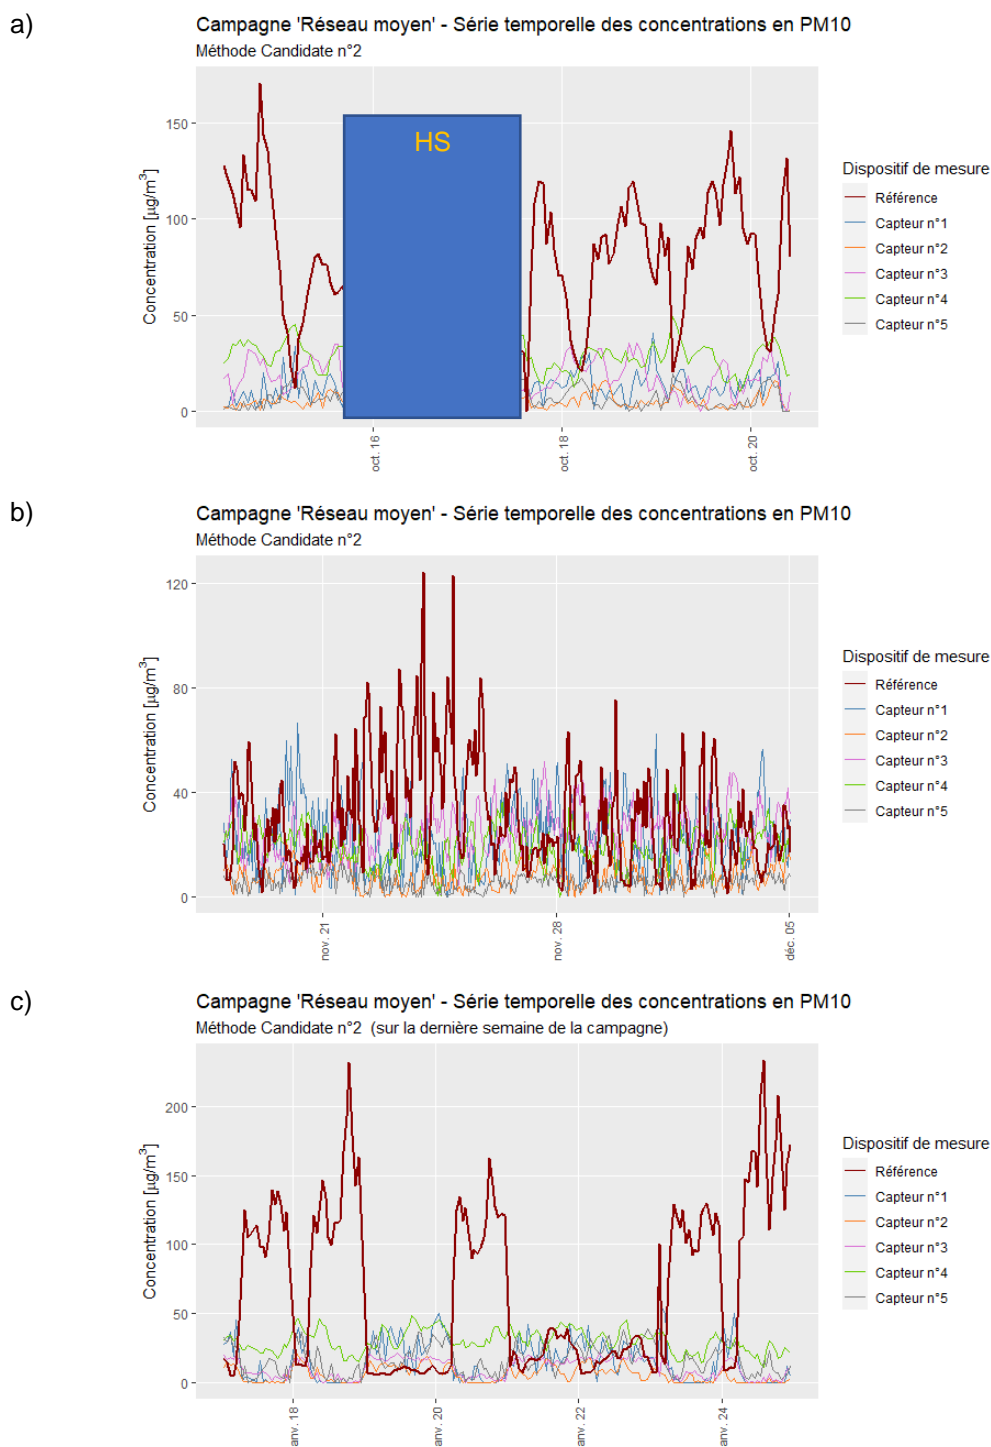 a)
Campagne 'Réseau moyen' - Série temporelle des concentrations en PM10
Méthode Candidate n°2
HS
Concentration [µg/m³]
150
100
50
0
oct. 16
oct. 18
oct. 20
Dispositif de mesure
Référence
Capteur n°1
Capteur n°2
Capteur n°3
Capteur n°4
Capteur n°5
b)
Campagne 'Réseau moyen' - Série temporelle des concentrations en PM10
Méthode Candidate n°2
Concentration [µg/m³]
120
80
40
0
nov. 21
nov. 28
déc. 05
Dispositif de mesure
Référence
Capteur n°1
Capteur n°2
Capteur n°3
Capteur n°4
Capteur n°5
c)
Campagne 'Réseau moyen' - Série temporelle des concentrations en PM10
Méthode Candidate n°2 (sur la dernière semaine de la campagne)
Concentration [µg/m³]
200
150
100
50
0
anv. 18
anv. 20
anv. 22
anv. 24
Dispositif de mesure
Référence
Capteur n°1
Capteur n°2
Capteur n°3
Capteur n°4
Capteur n°5